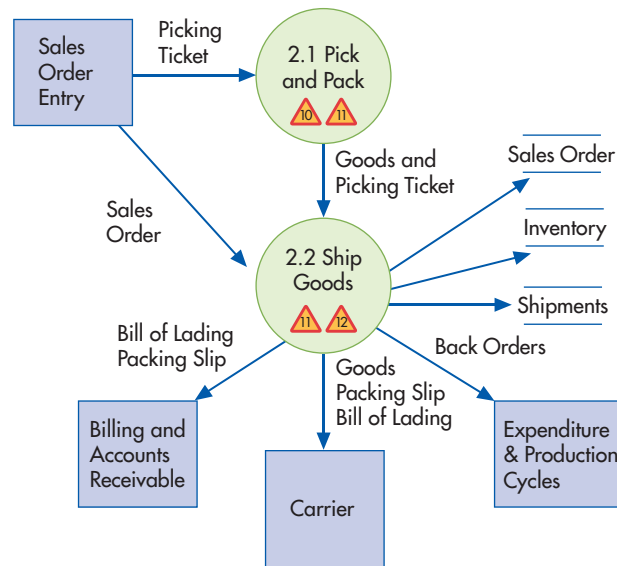 Sales
Order
Entry
Picking
Ticket
2.1 Pick
and Pack
10 11
Goods and
Picking Ticket
Sales
Order
Sales Order
Inventory
Shipments
2.2 Ship
Goods
11 12
Bill of Lading
Packing Slip
Goods
Packing Slip
Bill of Lading
Back Orders
Billing and
Accounts
Receivable
Carrier
Expenditure
& Production
Cycles